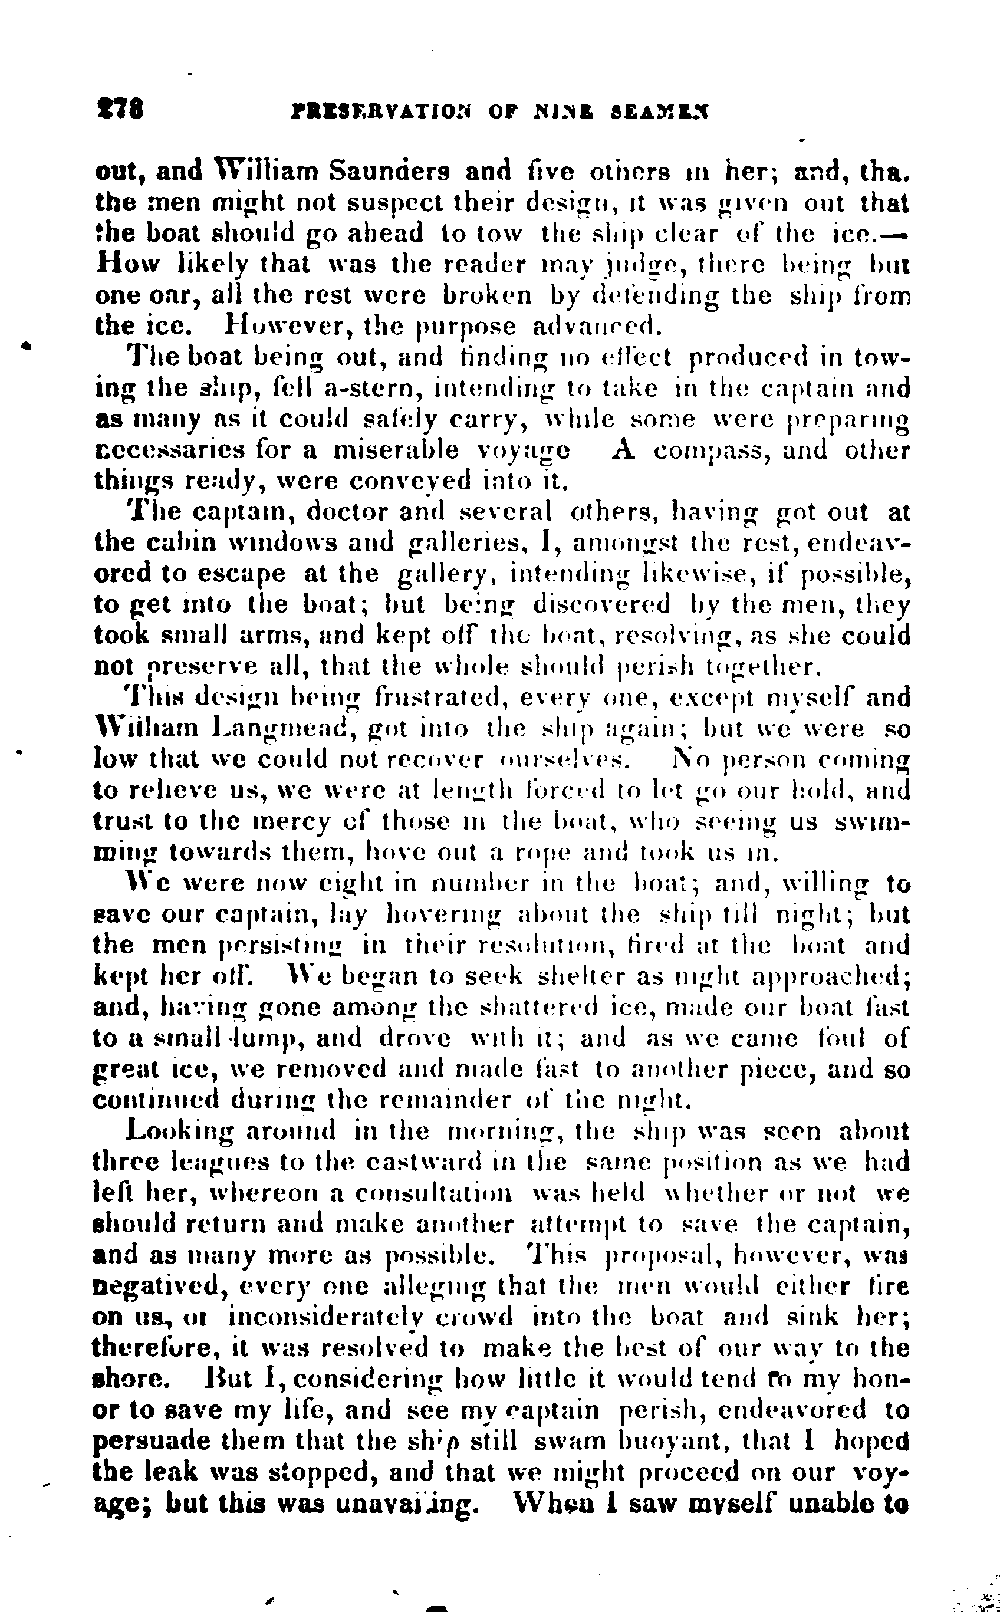 278 PRESERVATION OF NINE SEAMEN
out, and William Saunders and five others in her; and, tha.
the men might not suspect their design, it was given out that
the boat should go ahead to tow the ship clear of the ice.—
How likely that was the reader may judge, there being but
one oar, all the rest were broken by defending the ship from
the ice. However, the purpose advanced.
The boat being out, and finding no effect produced in tow-
ing the ship, fell a-stern, intending to take in the captain and
as many as it could safely carry, while some were preparing
necessaries for a miserable voyage A compass, and other
things ready, were conveyed into it.
The captain, doctor and several others, having got out at
the cabin windows and galleries, I, amongst the rest, endeav-
ored to escape at the gallery, intending likewise, if possible,
to get into the boat; but being discovered by the men, they
took small arms, and kept off the boat, resolving, as she could
not preserve all, that the whole should perish together.
This design being frustrated, every one, except myself and
William Langmead, got into the ship again; but we were so
low that we could not recover ourselves. No person coming
to relieve us, we were at length forced to let go our hold, and
trust to the mercy of those in the boat, who seeing us swim-
ming towards them, hove out a rope and took us in.
We were now eight in number in the boat; and, willing to
save our captain, lay hovering about the ship till night; but
the men persisting in their resolution, fired at the boat and
kept her off. We began to seek shelter as night approached;
and, having gone among the shattered ice, made our boat fast
to a small lump, and drove with it; and as we came foul of
great ice, we removed and made fast to another piece, and so
continued during the remainder of the night.
Looking around in the morning, the ship was seen about
three leagues to the eastward in the same position as we had
left her, whereon a consultation was held whether or not we
should return and make another attempt to save the captain,
and as many more as possible. This proposal, however, was
negatived, every one alleging that the men would either fire
on us, or inconsiderately crowd into the boat and sink her;
therefore, it was resolved to make the best of our way to the
shore. But I, considering how little it would tend to my hon-
or to save my life, and see my captain perish, endeavored to
persuade them that the ship still swam buoyant, that I hoped
the leak was stopped, and that we might proceed on our voy-
age; but this was unavailing. When I saw myself unable to